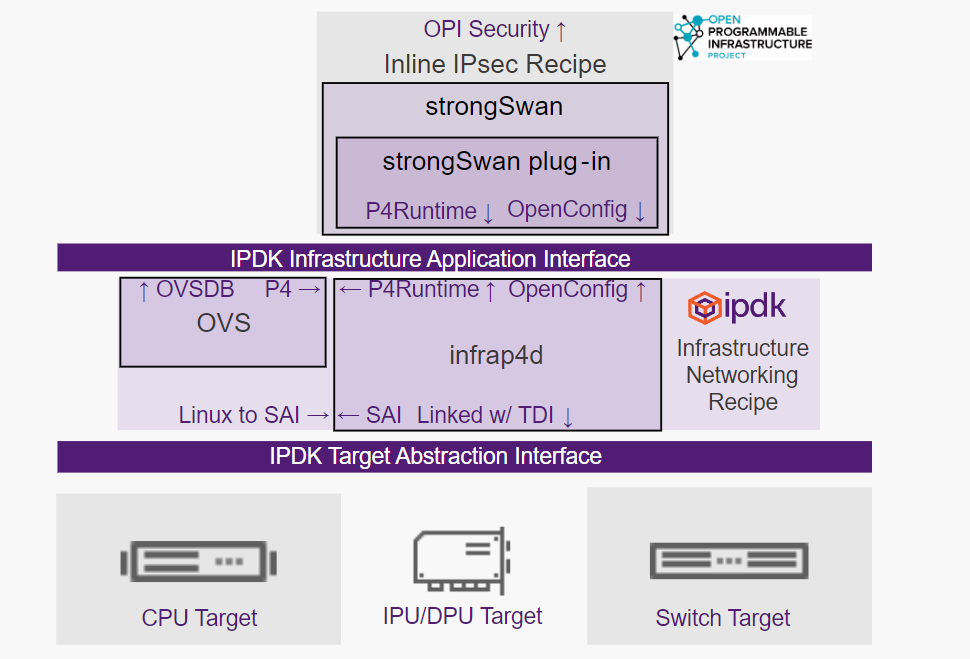 OPI Security ↑
OPEN
PROGRAMMABLE
INFRASTRUCTURE
PROJECT
Inline IPsec Recipe
strongSwan
strongSwan plug-in
P4Runtime ↓ OpenConfig ↓
IPDK Infrastructure Application Interface
↑ OVSDB P4 → ← P4Runtime ↑ OpenConfig ↑
OVS
infrap4d
ipdk
Infrastructure
Networking
Recipe
Linux to SAI → ← SAI Linked w/ TDI ↓
IPDK Target Abstraction Interface
CPU Target
IPU/DPU Target
Switch Target